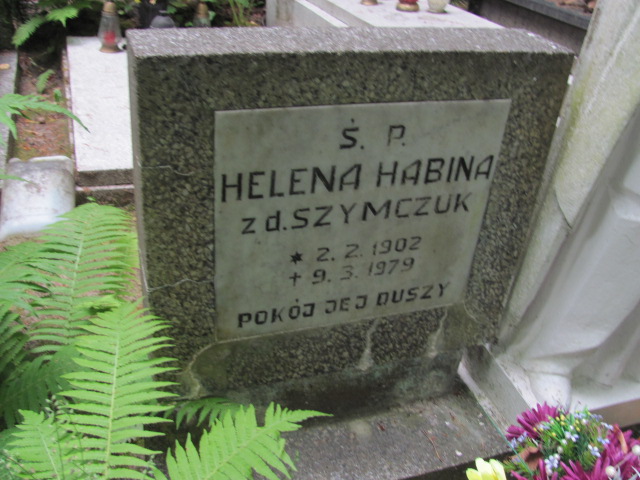 Ś. P.
HELENA HABINA
z d. SZYMCZUK
* 2. 2. 1902
+ 9. 3. 1979
POKÓJ JEJ DUSZY